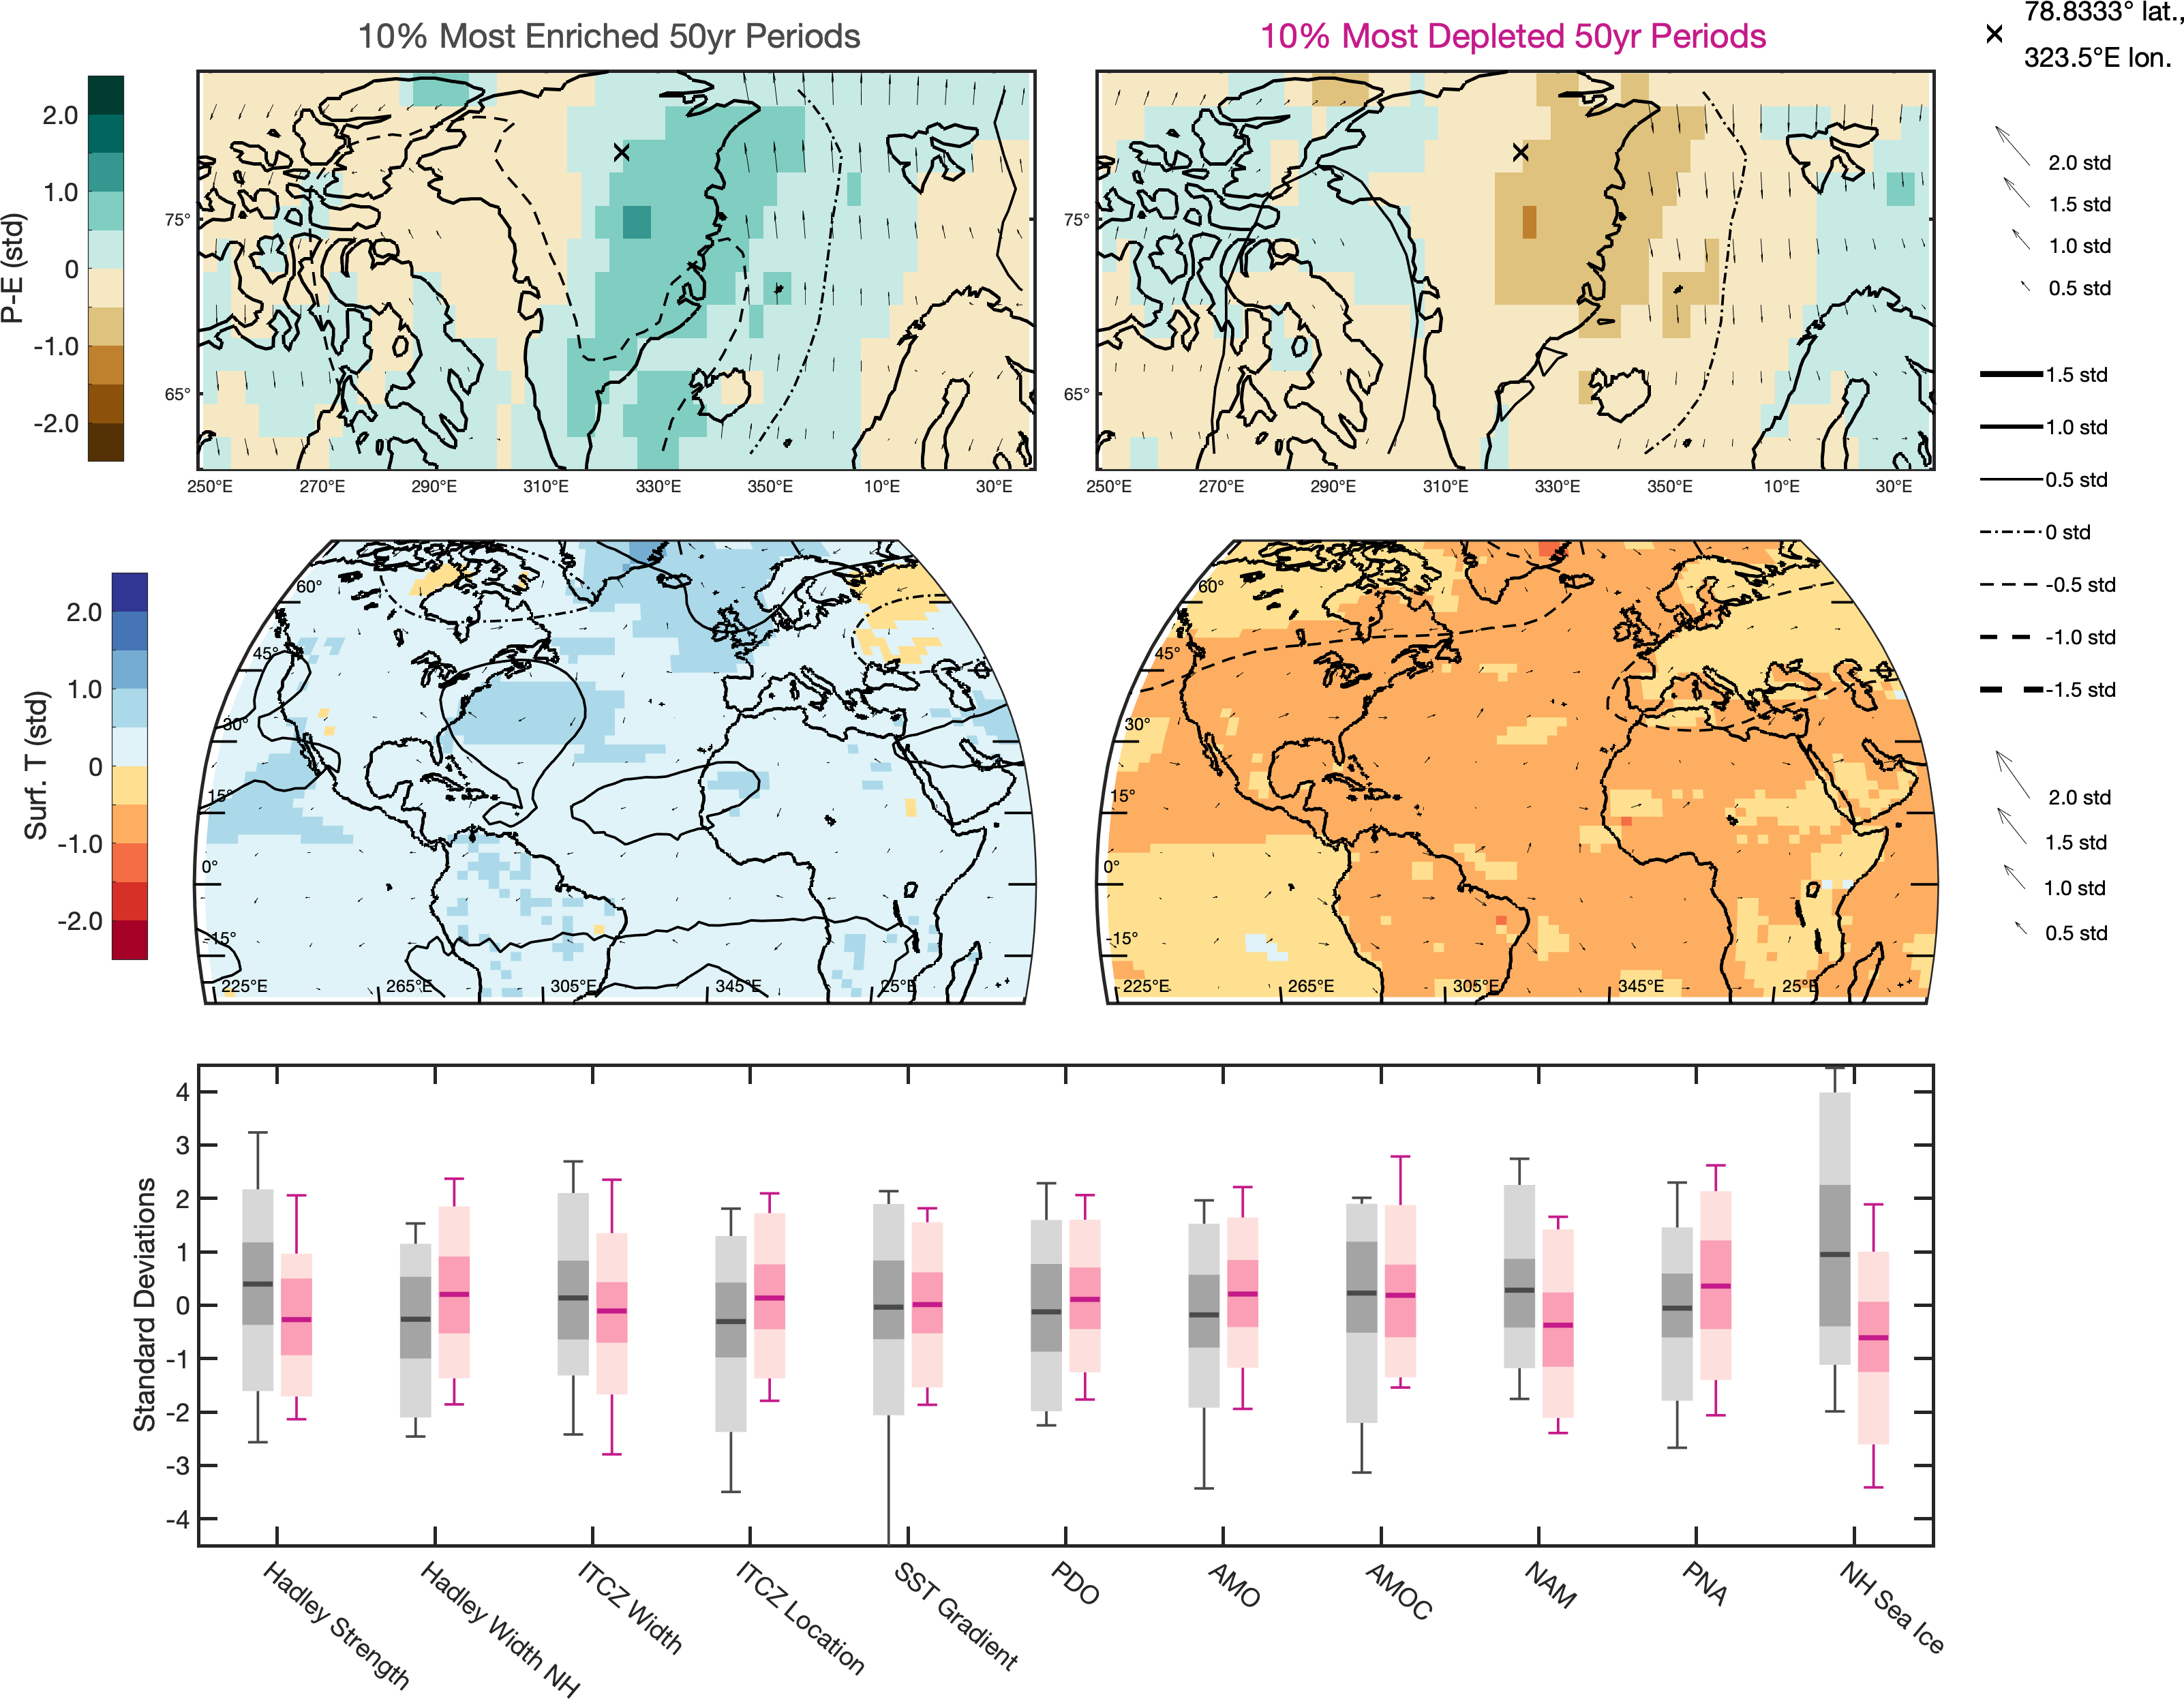 10% Most Enriched 50yr Periods
10% Most Depleted 50yr Periods
78.8333° lat.,
323.5°E lon.
P-E (std)
2.0
1.0
0
-1.0
-2.0
75°
65°
250°E 270°E 290°E 310°E 330°E 350°E 10°E 30°E
75°
65°
250°E 270°E 290°E 310°E 330°E 350°E 10°E 30°E
2.0 std
1.5 std
1.0 std
0.5 std
1.5 std
1.0 std
0.5 std
0 std
-0.5 std
-1.0 std
-1.5 std
Surf. T (std)
2.0
1.0
0
-1.0
-2.0
60°
45°
30°
15°
0°
-15°
225°E 265°E 305°E 345°E 25°E
60°
45°
30°
15°
0°
-15°
225°E 265°E 305°E 345°E 25°E
2.0 std
1.5 std
1.0 std
0.5 std
Standard Deviations
4
3
2
1
0
-1
-2
-3
-4
Hadley Strength
Hadley Width NH
ITCZ Width
ITCZ Location
SST Gradient
PDO
AMO
AMOC
NAM
PNA
NH Sea Ice